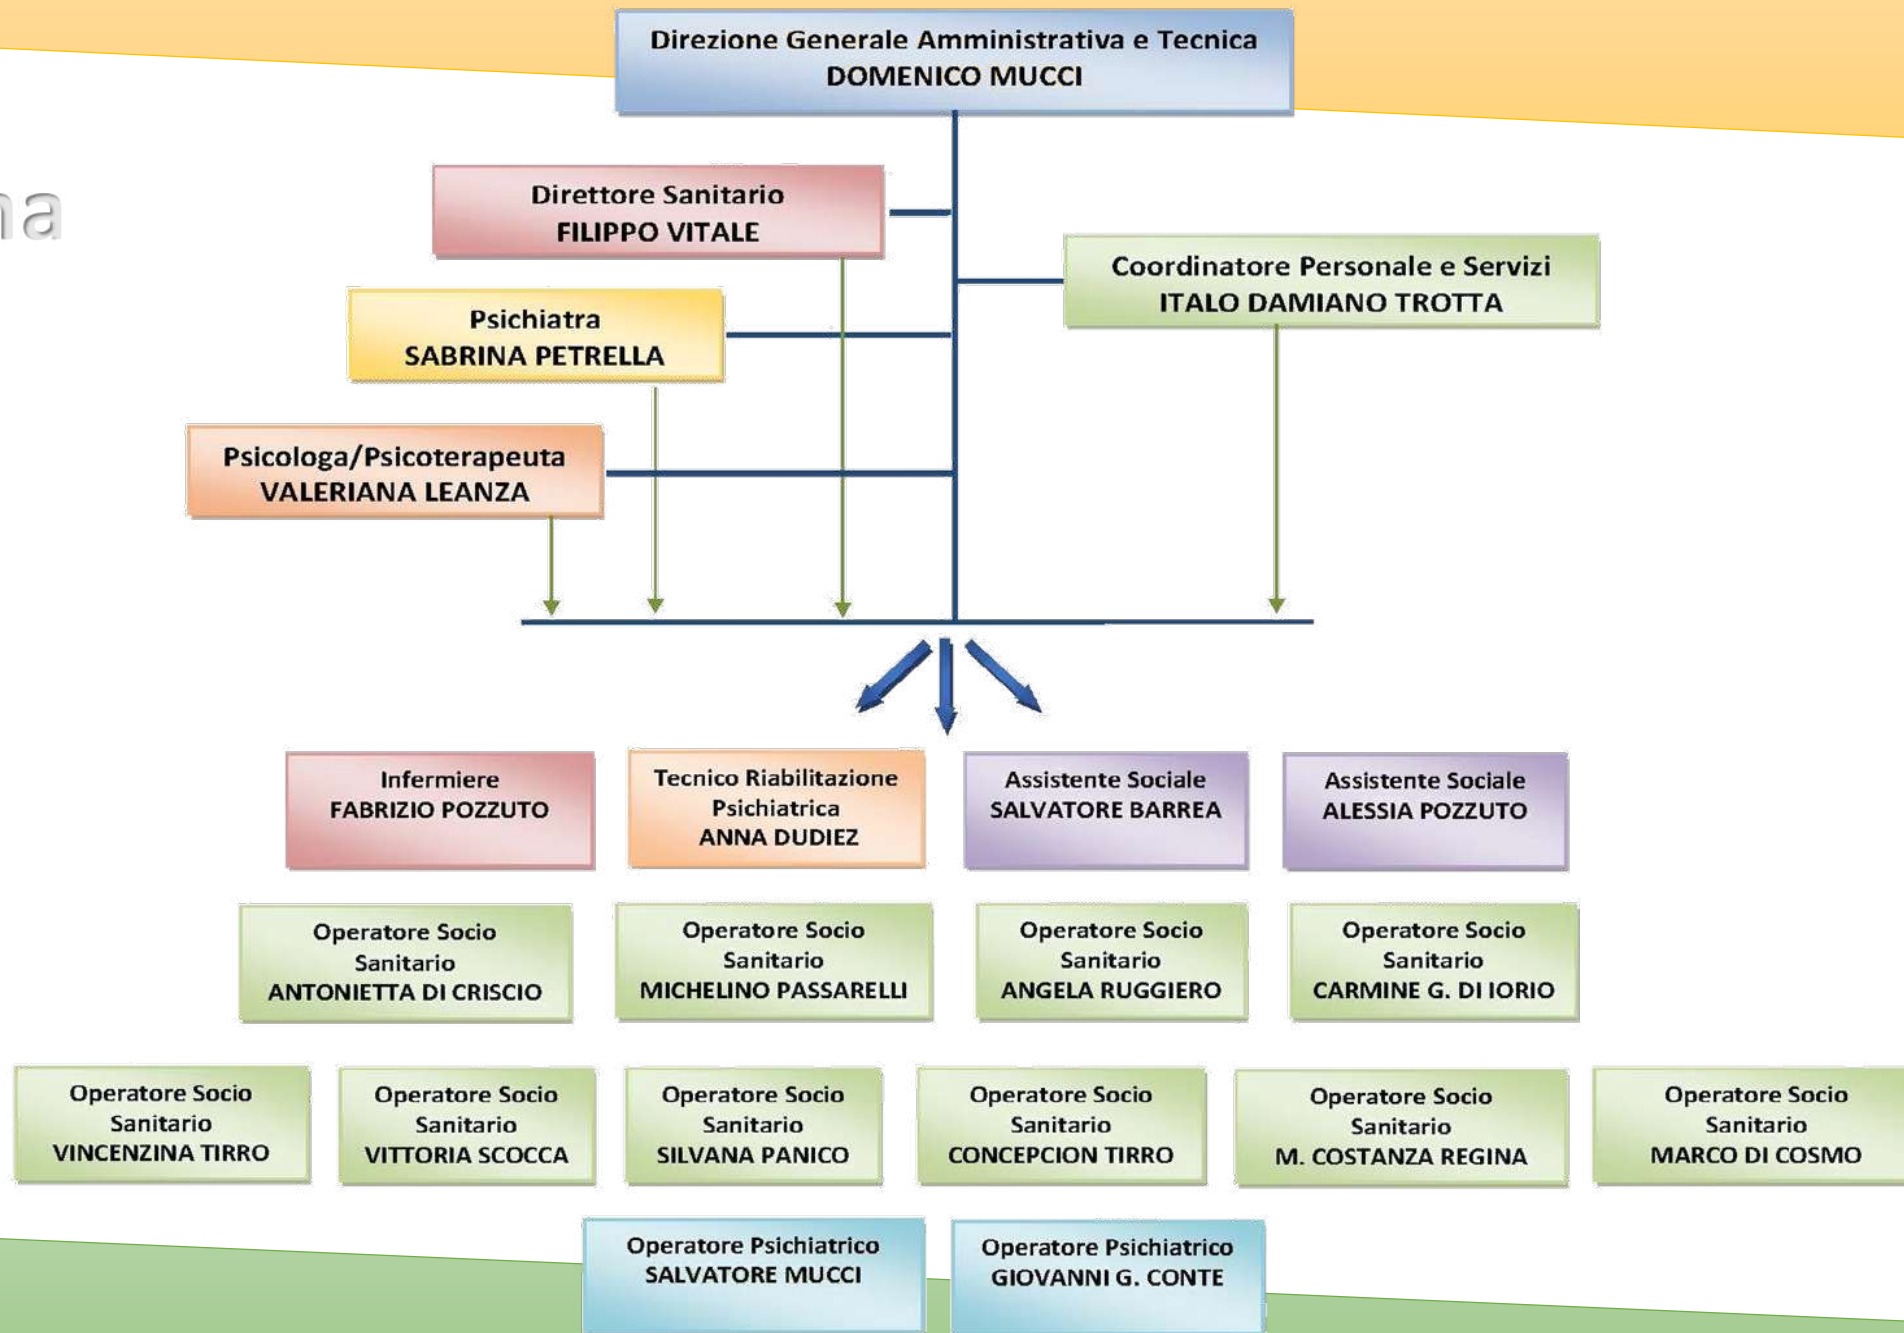 Direzione Generale Amministrativa e Tecnica
DOMENICO MUCCI
Direttore Sanitario
FILIPPO VITALE
Coordinatore Personale e Servizi
ITALO DAMIANO TROTTA
Psichiatra
SABRINA PETRELLA
Psicologa/Psicoterapeuta
VALERIANA LEANZA
Infermiere
FABRIZIO POZZUTO
Tecnico Riabilitazione
Psichiatrica
ANNA DUDIEZ
Assistente Sociale
SALVATORE BARREA
Assistente Sociale
ALESSIA POZZUTO
Operatore Socio
Sanitario
ANTONIETTA DI CRISCIO
Operatore Socio
Sanitario
MICHELINO PASSARELLI
Operatore Socio
Sanitario
ANGELA RUGGIERO
Operatore Socio
Sanitario
CARMINE G. DI IORIO
Operatore Socio
Sanitario
VINCENZINA TIRRO
Operatore Socio
Sanitario
VITTORIA SCOCCA
Operatore Socio
Sanitario
SILVANA PANICO
Operatore Socio
Sanitario
CONCEPCION TIRRO
Operatore Socio
Sanitario
M. COSTANZA REGINA
Operatore Socio
Sanitario
MARCO DI COSMO
Operatore Psichiatrico
SALVATORE MUCCI
Operatore Psichiatrico
GIOVANNI G. CONTE